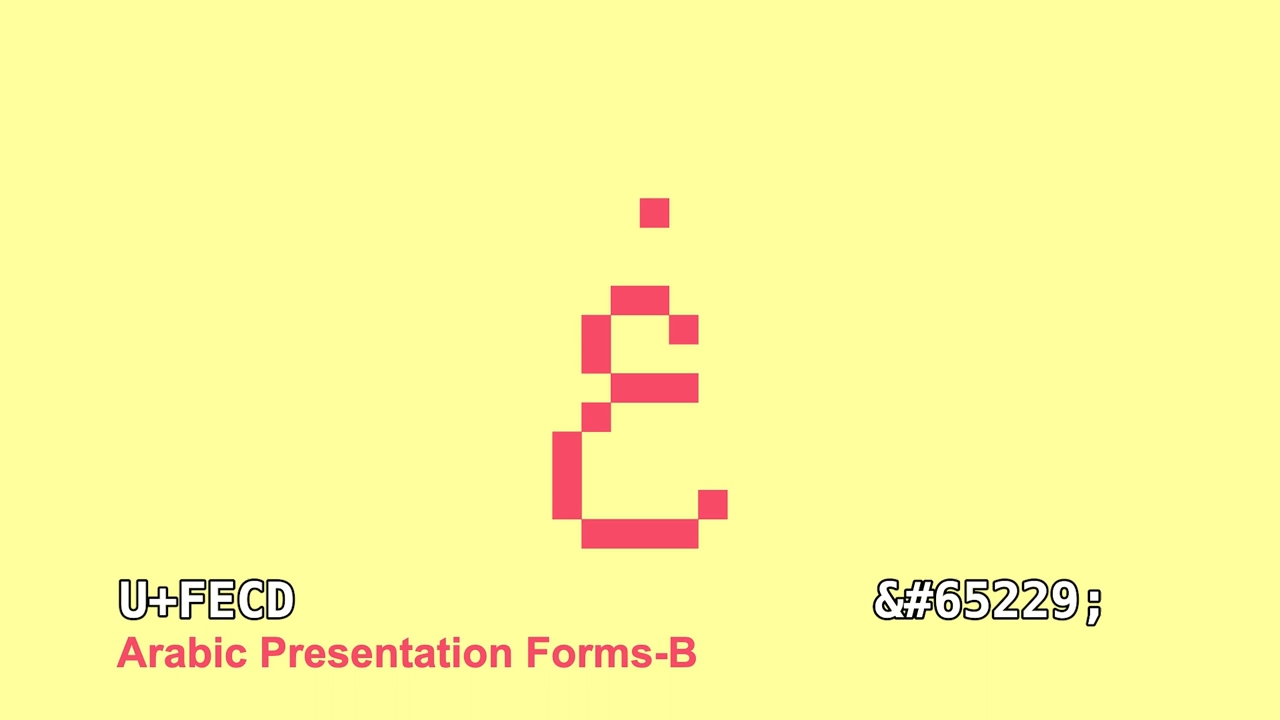 ﻍ
U+FECD
&#65229;
Arabic Presentation Forms-B